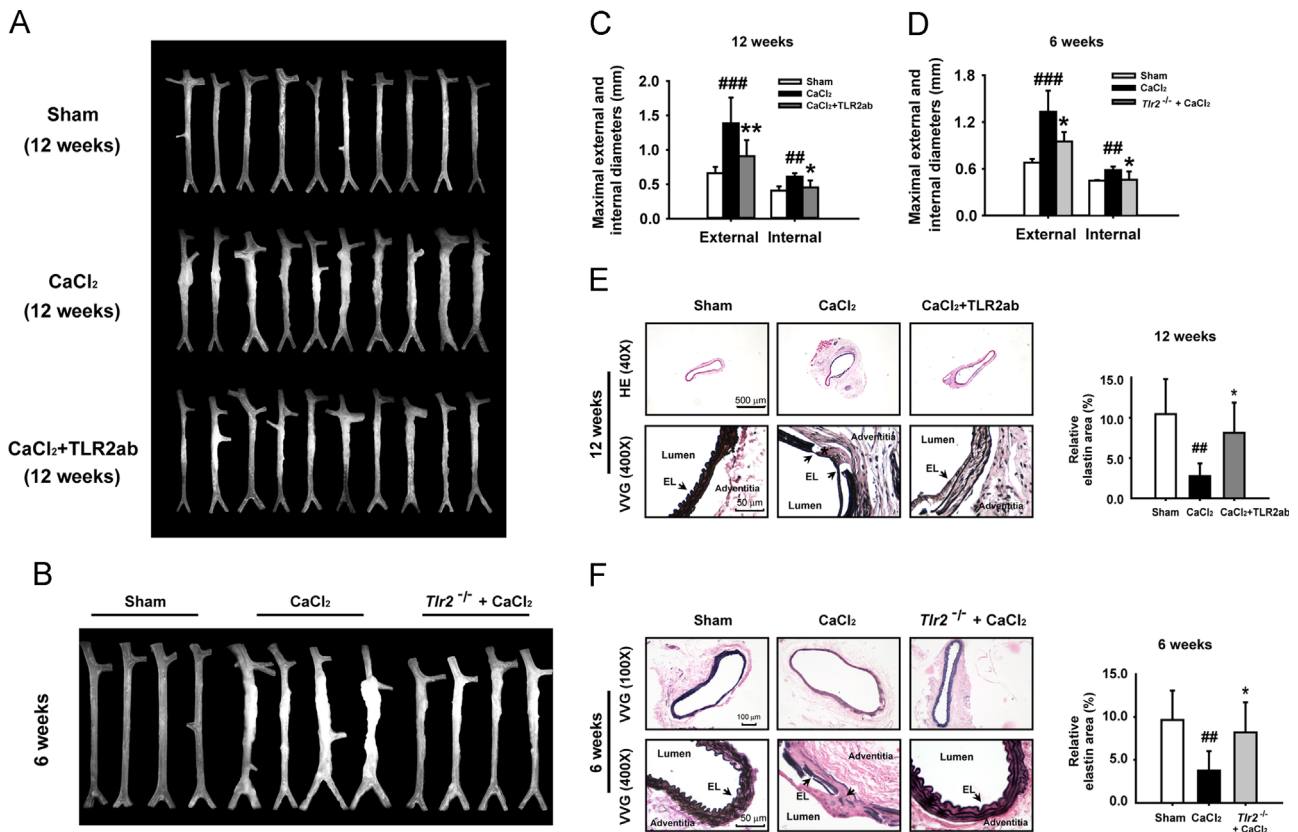 A
Sham
(12 weeks)
CaCl₂
(12 weeks)
CaCl₂+TLR2ab
(12 weeks)
B
Sham
CaCl₂
Tlr2 -/- + CaCl₂
6 weeks
C
12 weeks
Maximal external and
internal diameters (mm)
2.0
1.5
1.0
0.5
0.0
###
**
##
*
Sham
CaCl₂
CaCl₂+TLR2ab
External
Internal
D
6 weeks
Maximal external and
internal diameters (mm)
1.8
1.2
0.6
0.0
###
*
##
*
Sham
CaCl₂
Tlr2 -/- + CaCl₂
External
Internal
E
Sham
CaCl₂
CaCl₂+TLR2ab
12 weeks
HE (40X)
500 µm
VVG (400X)
Lumen
EL
Adventitia
50 µm
Adventitia
EL
Lumen
Lumen
EL
Adventitia
12 weeks
Relative
elastin area (%)
15.0
10.0
5.0
0.0
##
*
Sham
CaCl₂
CaCl₂+TLR2ab
F
Sham
CaCl₂
Tlr2 -/- + CaCl₂
6 weeks
VVG (100X)
100 µm
VVG (400X)
Lumen
EL
Adventitia
50 µm
Adventitia
EL
Lumen
Lumen
EL
Adventitia
6 weeks
Relative
elastin area (%)
15.0
10.0
5.0
0.0
##
*
Sham
CaCl₂
Tlr2 -/-
+ CaCl₂